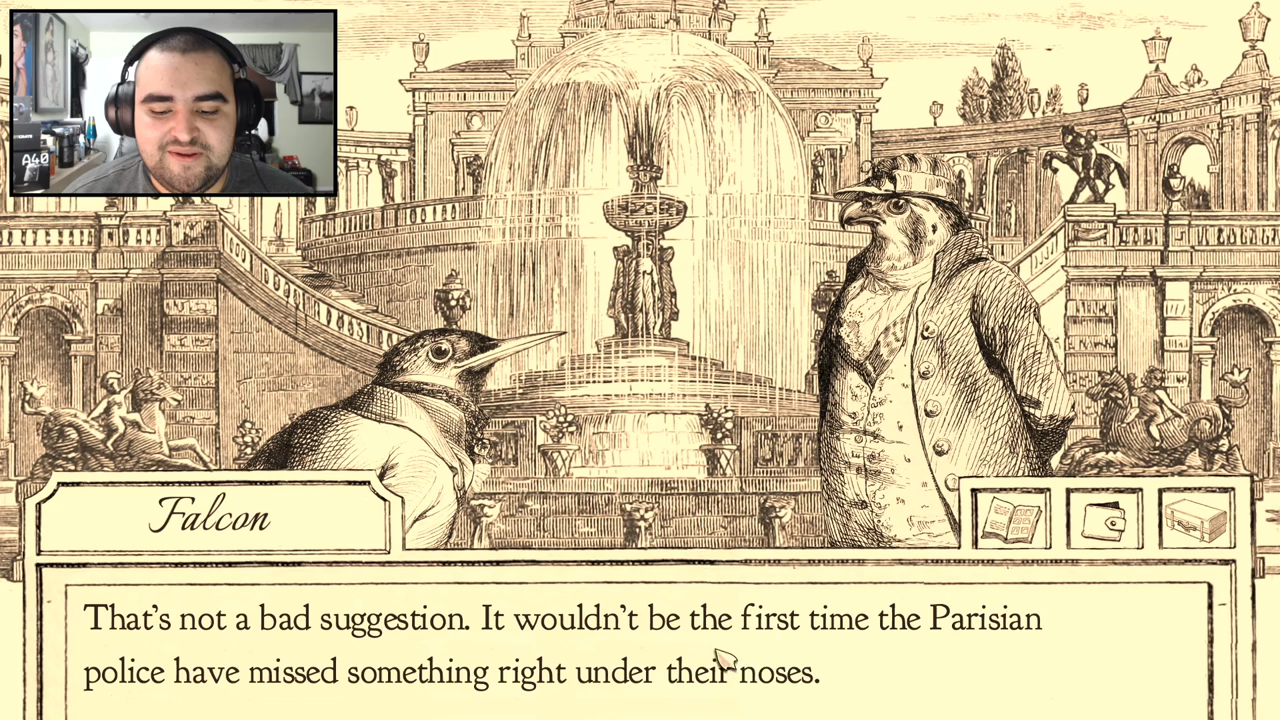 A40
Falcon
That's not a bad suggestion. It wouldn't be the first time the Parisian
police have missed something right under their noses.